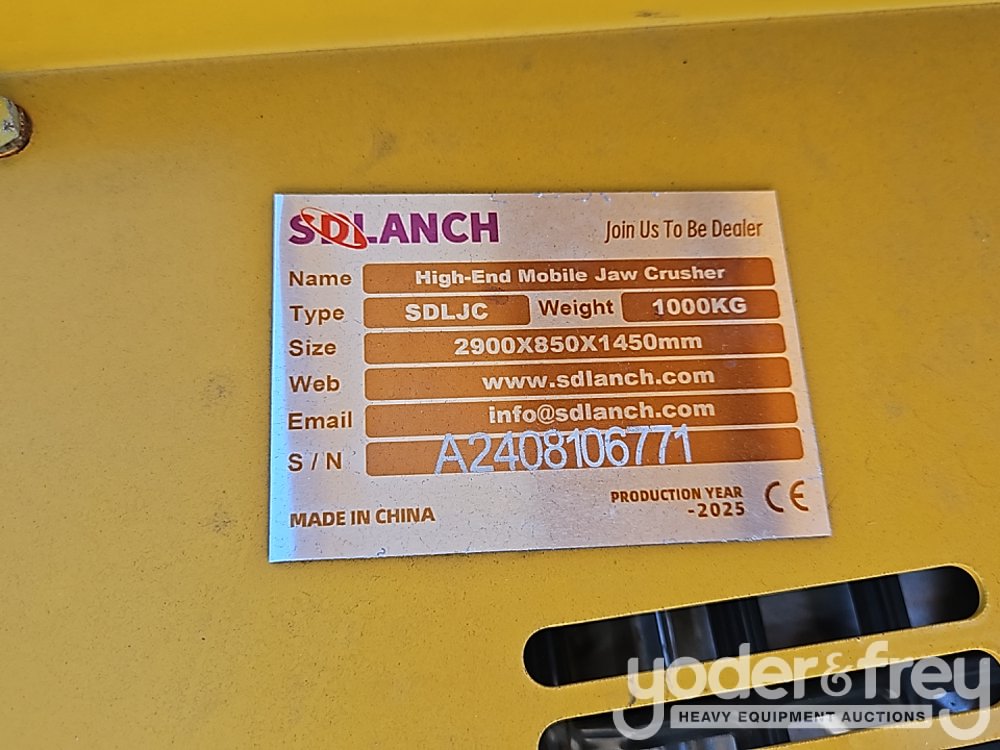 SDLANCH Join Us To Be Dealer
Name High-End Mobile Jaw Crusher
Type SDLJC Weight 1000KG
Size 2900X850X1450mm
Web www.sdlanch.com
Email info@sdlanch.com
S / N A2408106771
MADE IN CHINA PRODUCTION YEAR CE
-2025
yoder&frey
HEAVY EQUIPMENT AUCTIONS